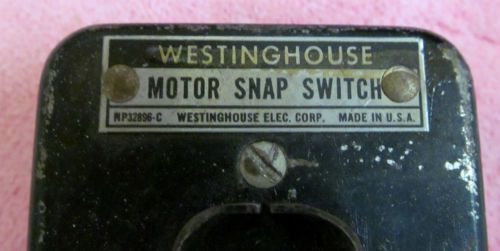 WESTINGHOUSE
MOTOR SNAP SWITCH
NP32896-C WESTINGHOUSE ELEC. CORP. MADE IN U.S.A.